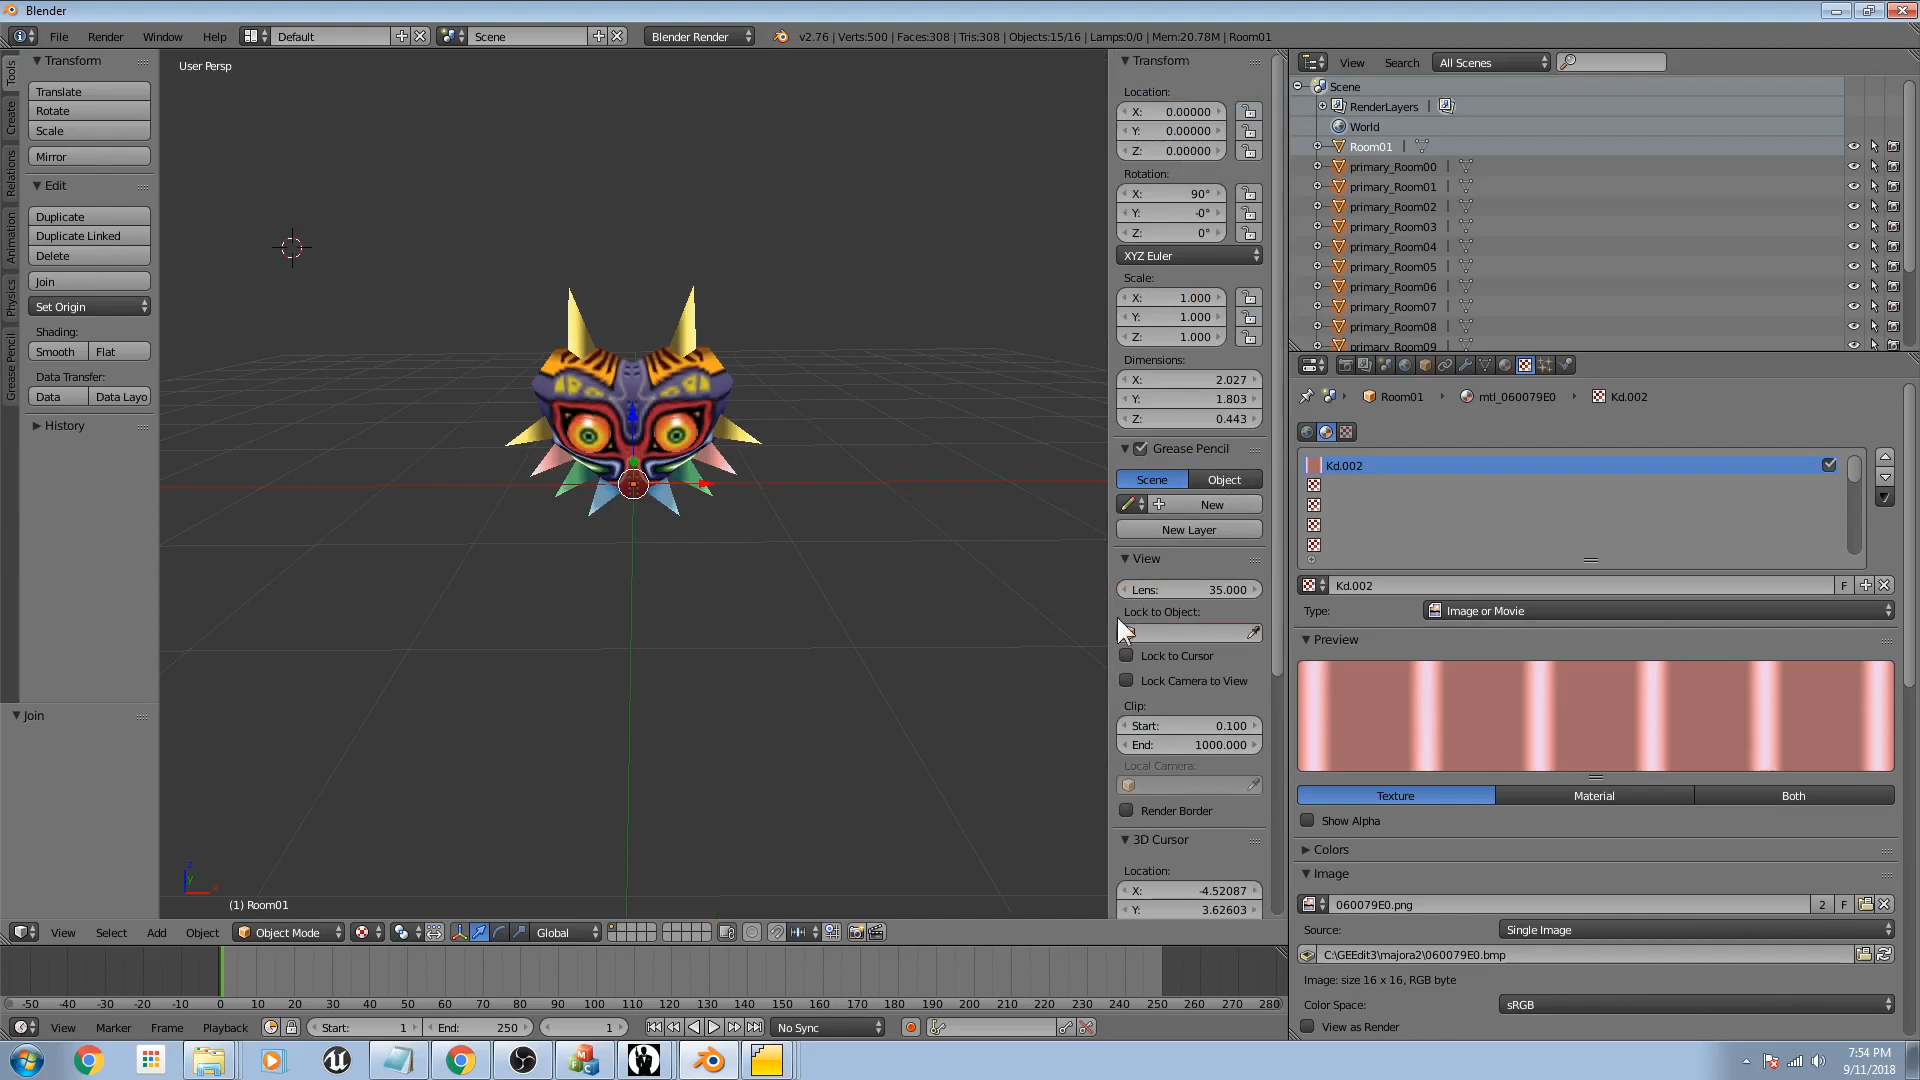 Blender
File Render Window Help Default Scene Blender Render v2.76 | Verts:500 | Faces:308 | Tris:308 | Objects:15/16 | Lamps:0/0 | Mem:20.78M | Room01
Tools
Create
Relations
Animation
Physics
Grease Pencil
Transform
Translate
Rotate
Scale
Mirror
Edit
Duplicate
Duplicate Linked
Delete
Join
Set Origin
Shading:
Smooth Flat
Data Transfer:
Data Data Layo
History
Join
User Persp
(1) Room01
Transform
Location:
X: 0.00000
Y: 0.00000
Z: 0.00000
Rotation:
X: 90°
Y: -0°
Z: 0°
XYZ Euler
Scale:
X: 1.000
Y: 1.000
Z: 1.000
Dimensions:
X: 2.027
Y: 1.803
Z: 0.443
Grease Pencil
Scene Object
New
New Layer
View
Lens: 35.000
Lock to Object:
Lock to Cursor
Lock Camera to View
Clip:
Start: 0.100
End: 1000.000
Local Camera:
Render Border
3D Cursor
Location:
X: -4.52087
Y: 3.62603
View Search All Scenes
Scene
RenderLayers
World
Room01
primary_Room00
primary_Room01
primary_Room02
primary_Room03
primary_Room04
primary_Room05
primary_Room06
primary_Room07
primary_Room08
primary_Room09
Room01 mtl_060079E0 Kd.002
Kd.002
Kd.002 F
Type: Image or Movie
Preview
Texture Material Both
Show Alpha
Colors
Image
060079E0.png 2 F
Source: Single Image
C:\GEEdit3\majora2\060079E0.bmp
Image: size 16 x 16, RGB byte
Color Space: sRGB
View as Render
View Select Add Object Object Mode Global
-50 -40 -30 -20 -10 0 10 20 30 40 50 60 70 80 90 100 110 120 130 140 150 160 170 180 190 200 210 220 230 240 250 260 270 280
View Marker Frame Playback Start: 1 End: 250 1 No Sync
7:54 PM
9/11/2018